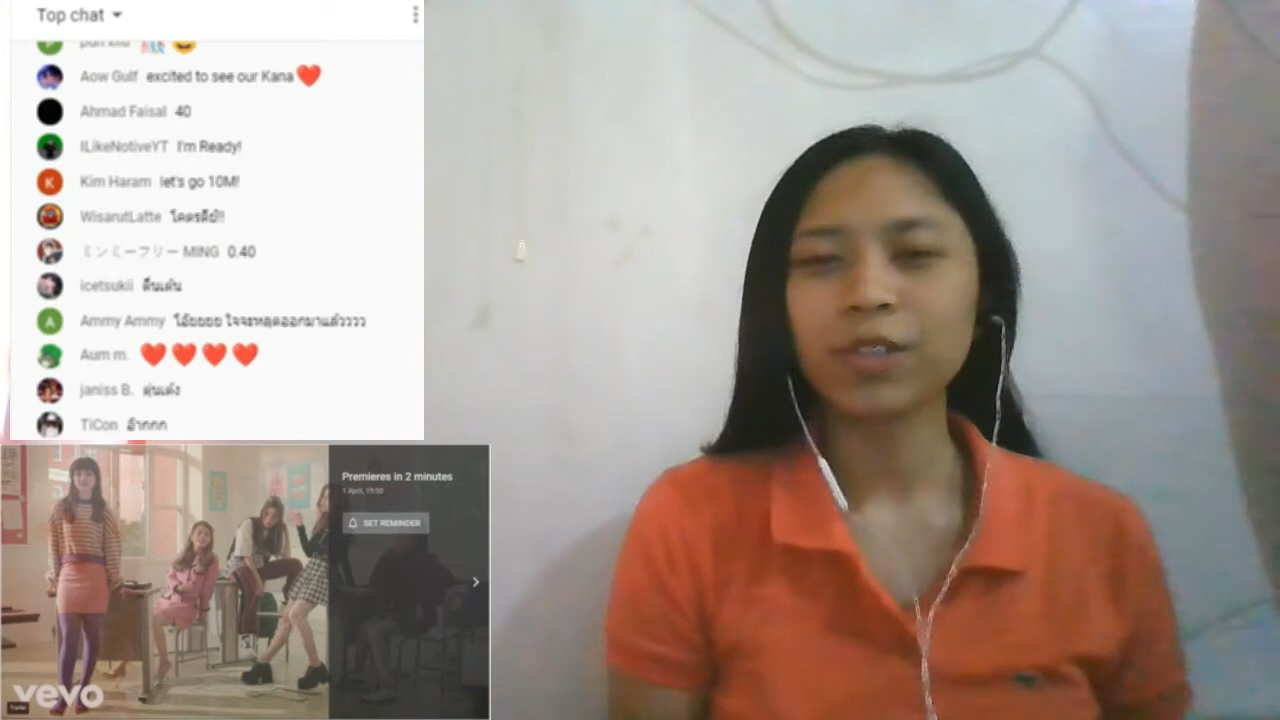 Top chat
Aow Gulf excited to see our Kana ❤️
Ahmad Faisal 40
ILikeNotiveYT I'm Ready!
Kim Haram let's go 10M!
K
WisarutLatte โคตรดีย์!!
ミンミーフリー MING 0.40
icetsukii ตื่นเต้น
Ammy Ammy โอ้ยยยย ใจจะหลุดออกมาแล้วววว
A
Aum m. ❤️❤️❤️❤️
janiss B. ตุ่นเต้ง
TiCon อ๊ากกก
Premieres in 2 minutes
1 April, 19:00
SET REMINDER
vevo
Trailer